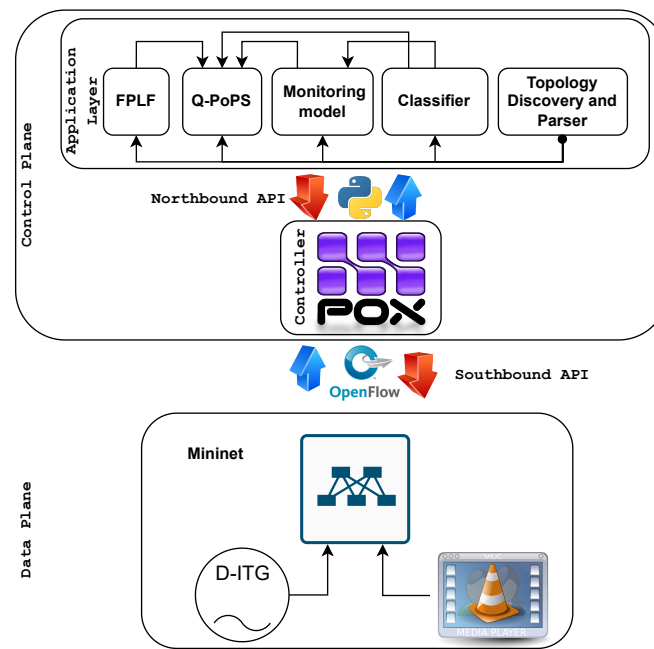 Control Plane
Application
Layer
FPLF
Q-PoPS
Monitoring
model
Classifier
Topology
Discovery and
Parser
Northbound API
Controller
POX
OpenFlow
Southbound API
Data Plane
Mininet
D-ITG
VLC
MEDIA PLAYER